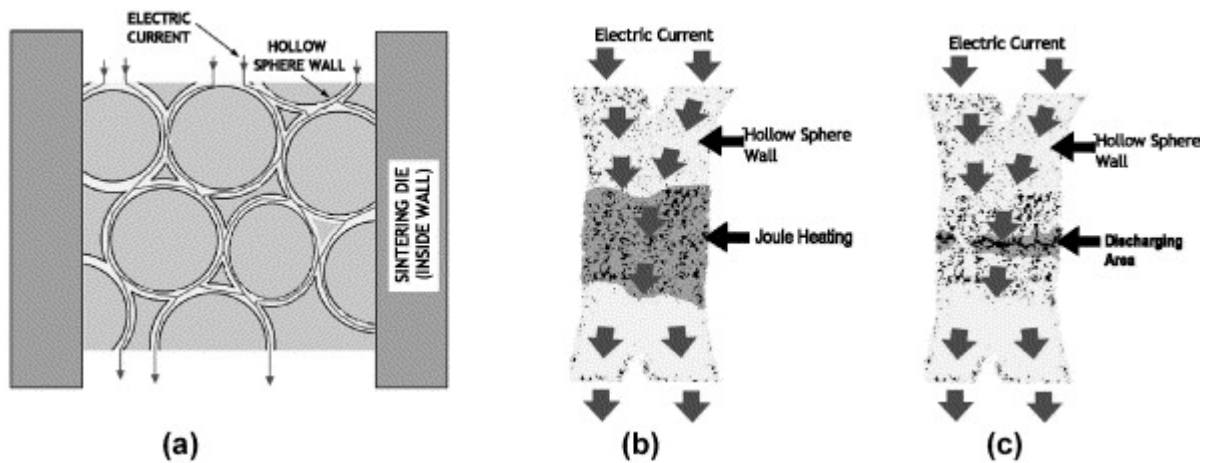 ELECTRIC
CURRENT
HOLLOW
SPHERE WALL
SINTERING DIE
(INSIDE WALL)
(a)
Electric Current
Hollow Sphere
Wall
Joule Heating
(b)
Electric Current
Hollow Sphere
Wall
Discharging
Area
(c)